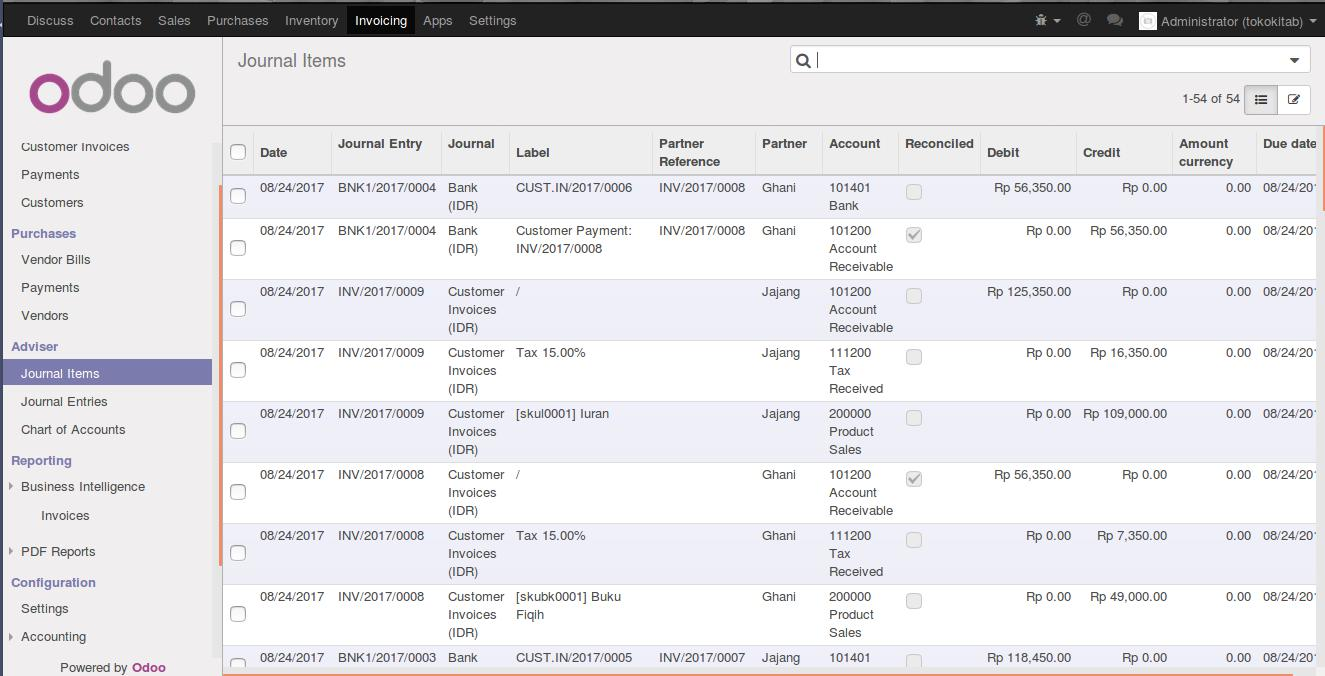 Discuss Contacts Sales Purchases Inventory Invoicing Apps Settings @ Administrator (tokokitab)
odoo
Customer Invoices
Payments
Customers
Purchases
Vendor Bills
Payments
Vendors
Adviser
Journal Items
Journal Entries
Chart of Accounts
Reporting
Business Intelligence
Invoices
PDF Reports
Configuration
Settings
Accounting
Powered by Odoo
Journal Items
1-54 of 54
Date Journal Entry Journal Label Partner Reference Partner Account Reconciled Debit Credit Amount currency Due date
08/24/2017 BNK1/2017/0004 Bank (IDR) CUST.IN/2017/0006 INV/2017/0008 Ghani 101401 Bank Rp 56,350.00 Rp 0.00 0.00 08/24/201
08/24/2017 BNK1/2017/0004 Bank (IDR) Customer Payment: INV/2017/0008 INV/2017/0008 Ghani 101200 Account Receivable Rp 0.00 Rp 56,350.00 0.00 08/24/201
08/24/2017 INV/2017/0009 Customer Invoices (IDR) / Jajang 101200 Account Receivable Rp 125,350.00 Rp 0.00 0.00 08/24/201
08/24/2017 INV/2017/0009 Customer Invoices (IDR) Tax 15.00% Jajang 111200 Tax Received Rp 0.00 Rp 16,350.00 0.00 08/24/201
08/24/2017 INV/2017/0009 Customer Invoices (IDR) [skul0001] Iuran Jajang 200000 Product Sales Rp 0.00 Rp 109,000.00 0.00 08/24/201
08/24/2017 INV/2017/0008 Customer Invoices (IDR) / Ghani 101200 Account Receivable Rp 56,350.00 Rp 0.00 0.00 08/24/201
08/24/2017 INV/2017/0008 Customer Invoices (IDR) Tax 15.00% Ghani 111200 Tax Received Rp 0.00 Rp 7,350.00 0.00 08/24/201
08/24/2017 INV/2017/0008 Customer Invoices (IDR) [skubk0001] Buku Fiqih Ghani 200000 Product Sales Rp 0.00 Rp 49,000.00 0.00 08/24/201
08/24/2017 BNK1/2017/0003 Bank CUST.IN/2017/0005 INV/2017/0007 Jajang 101401 Rp 118,450.00 Rp 0.00 0.00 08/24/201